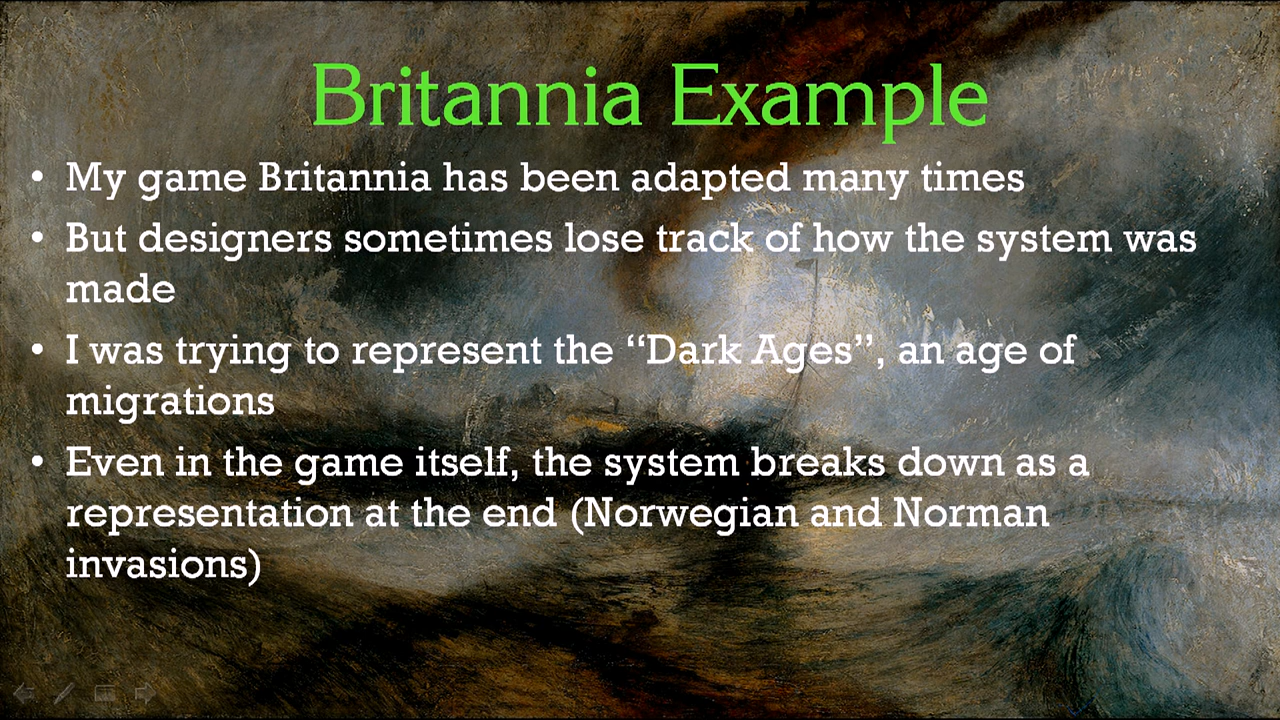 Britannia Example
• My game Britannia has been adapted many times
• But designers sometimes lose track of how the system was
made
• I was trying to represent the “Dark Ages”, an age of
migrations
• Even in the game itself, the system breaks down as a
representation at the end (Norwegian and Norman
invasions)